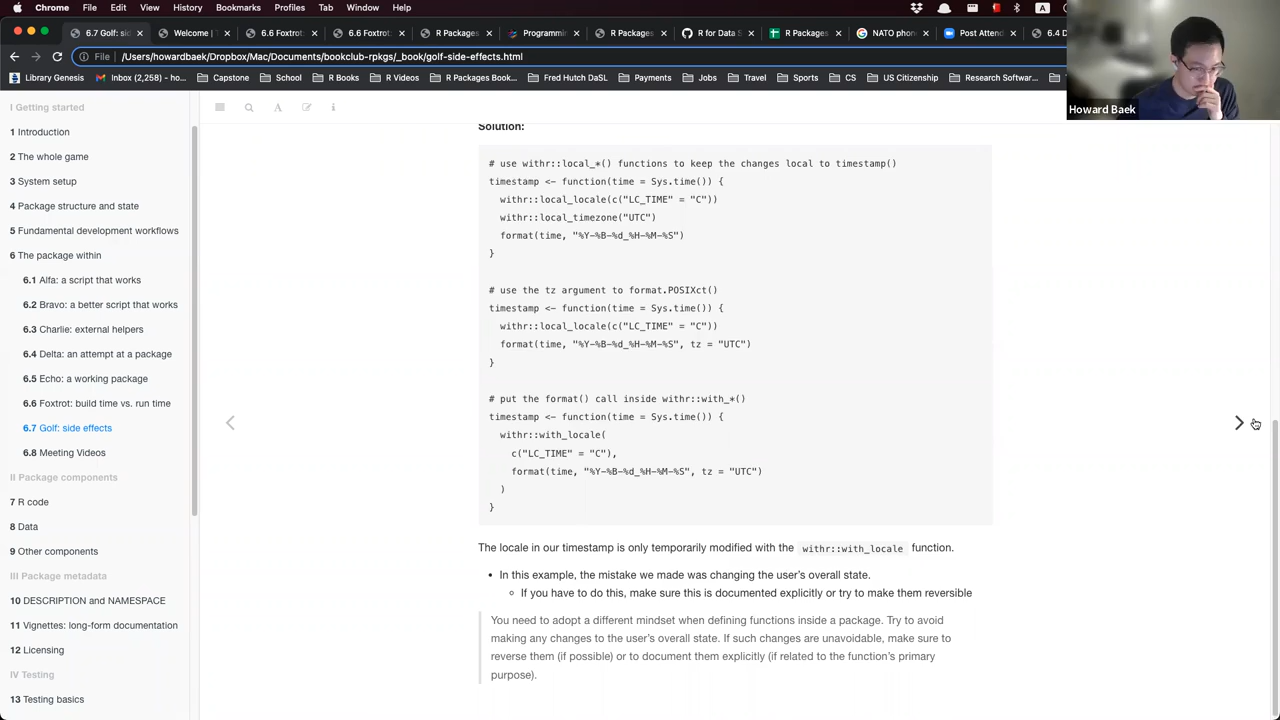 Chrome File Edit View History Bookmarks Profiles Tab Window Help
6.7 Golf: side × Welcome | T × 6.6 Foxtrot: × 6.6 Foxtrot: × R Packages × Programmin × R Packages × R for Data S × R Packages × NATO phon × Post Attend × 6.4 D
File /Users/howardbaek/Dropbox/Mac/Documents/bookclub-rpkgs/_book/golf-side-effects.html
Library Genesis Inbox (2,258) - ho... Capstone School R Books R Videos R Packages Book... Fred Hutch DaSL Payments Jobs Travel Sports CS US Citizenship Research Softwar...
Howard Baek
I Getting started
1 Introduction
2 The whole game
3 System setup
4 Package structure and state
5 Fundamental development workflows
6 The package within
6.1 Alfa: a script that works
6.2 Bravo: a better script that works
6.3 Charlie: external helpers
6.4 Delta: an attempt at a package
6.5 Echo: a working package
6.6 Foxtrot: build time vs. run time
6.7 Golf: side effects
6.8 Meeting Videos
II Package components
7 R code
8 Data
9 Other components
III Package metadata
10 DESCRIPTION and NAMESPACE
11 Vignettes: long-form documentation
12 Licensing
IV Testing
13 Testing basics
Solution:
# use withr::local_*() functions to keep the changes local to timestamp()
timestamp <- function(time = Sys.time()) {
withr::local_locale(c("LC_TIME" = "C"))
withr::local_timezone("UTC")
format(time, "%Y-%B-%d_%H-%M-%S")
}
# use the tz argument to format.POSIXct()
timestamp <- function(time = Sys.time()) {
withr::local_locale(c("LC_TIME" = "C"))
format(time, "%Y-%B-%d_%H-%M-%S", tz = "UTC")
}
# put the format() call inside withr::with_*()
timestamp <- function(time = Sys.time()) {
withr::with_locale(
c("LC_TIME" = "C"),
format(time, "%Y-%B-%d_%H-%M-%S", tz = "UTC")
)
}
The locale in our timestamp is only temporarily modified with the withr::with_locale function.
• In this example, the mistake we made was changing the user's overall state.
○ If you have to do this, make sure this is documented explicitly or try to make them reversible
You need to adopt a different mindset when defining functions inside a package. Try to avoid
making any changes to the user's overall state. If such changes are unavoidable, make sure to
reverse them (if possible) or to document them explicitly (if related to the function's primary
purpose).